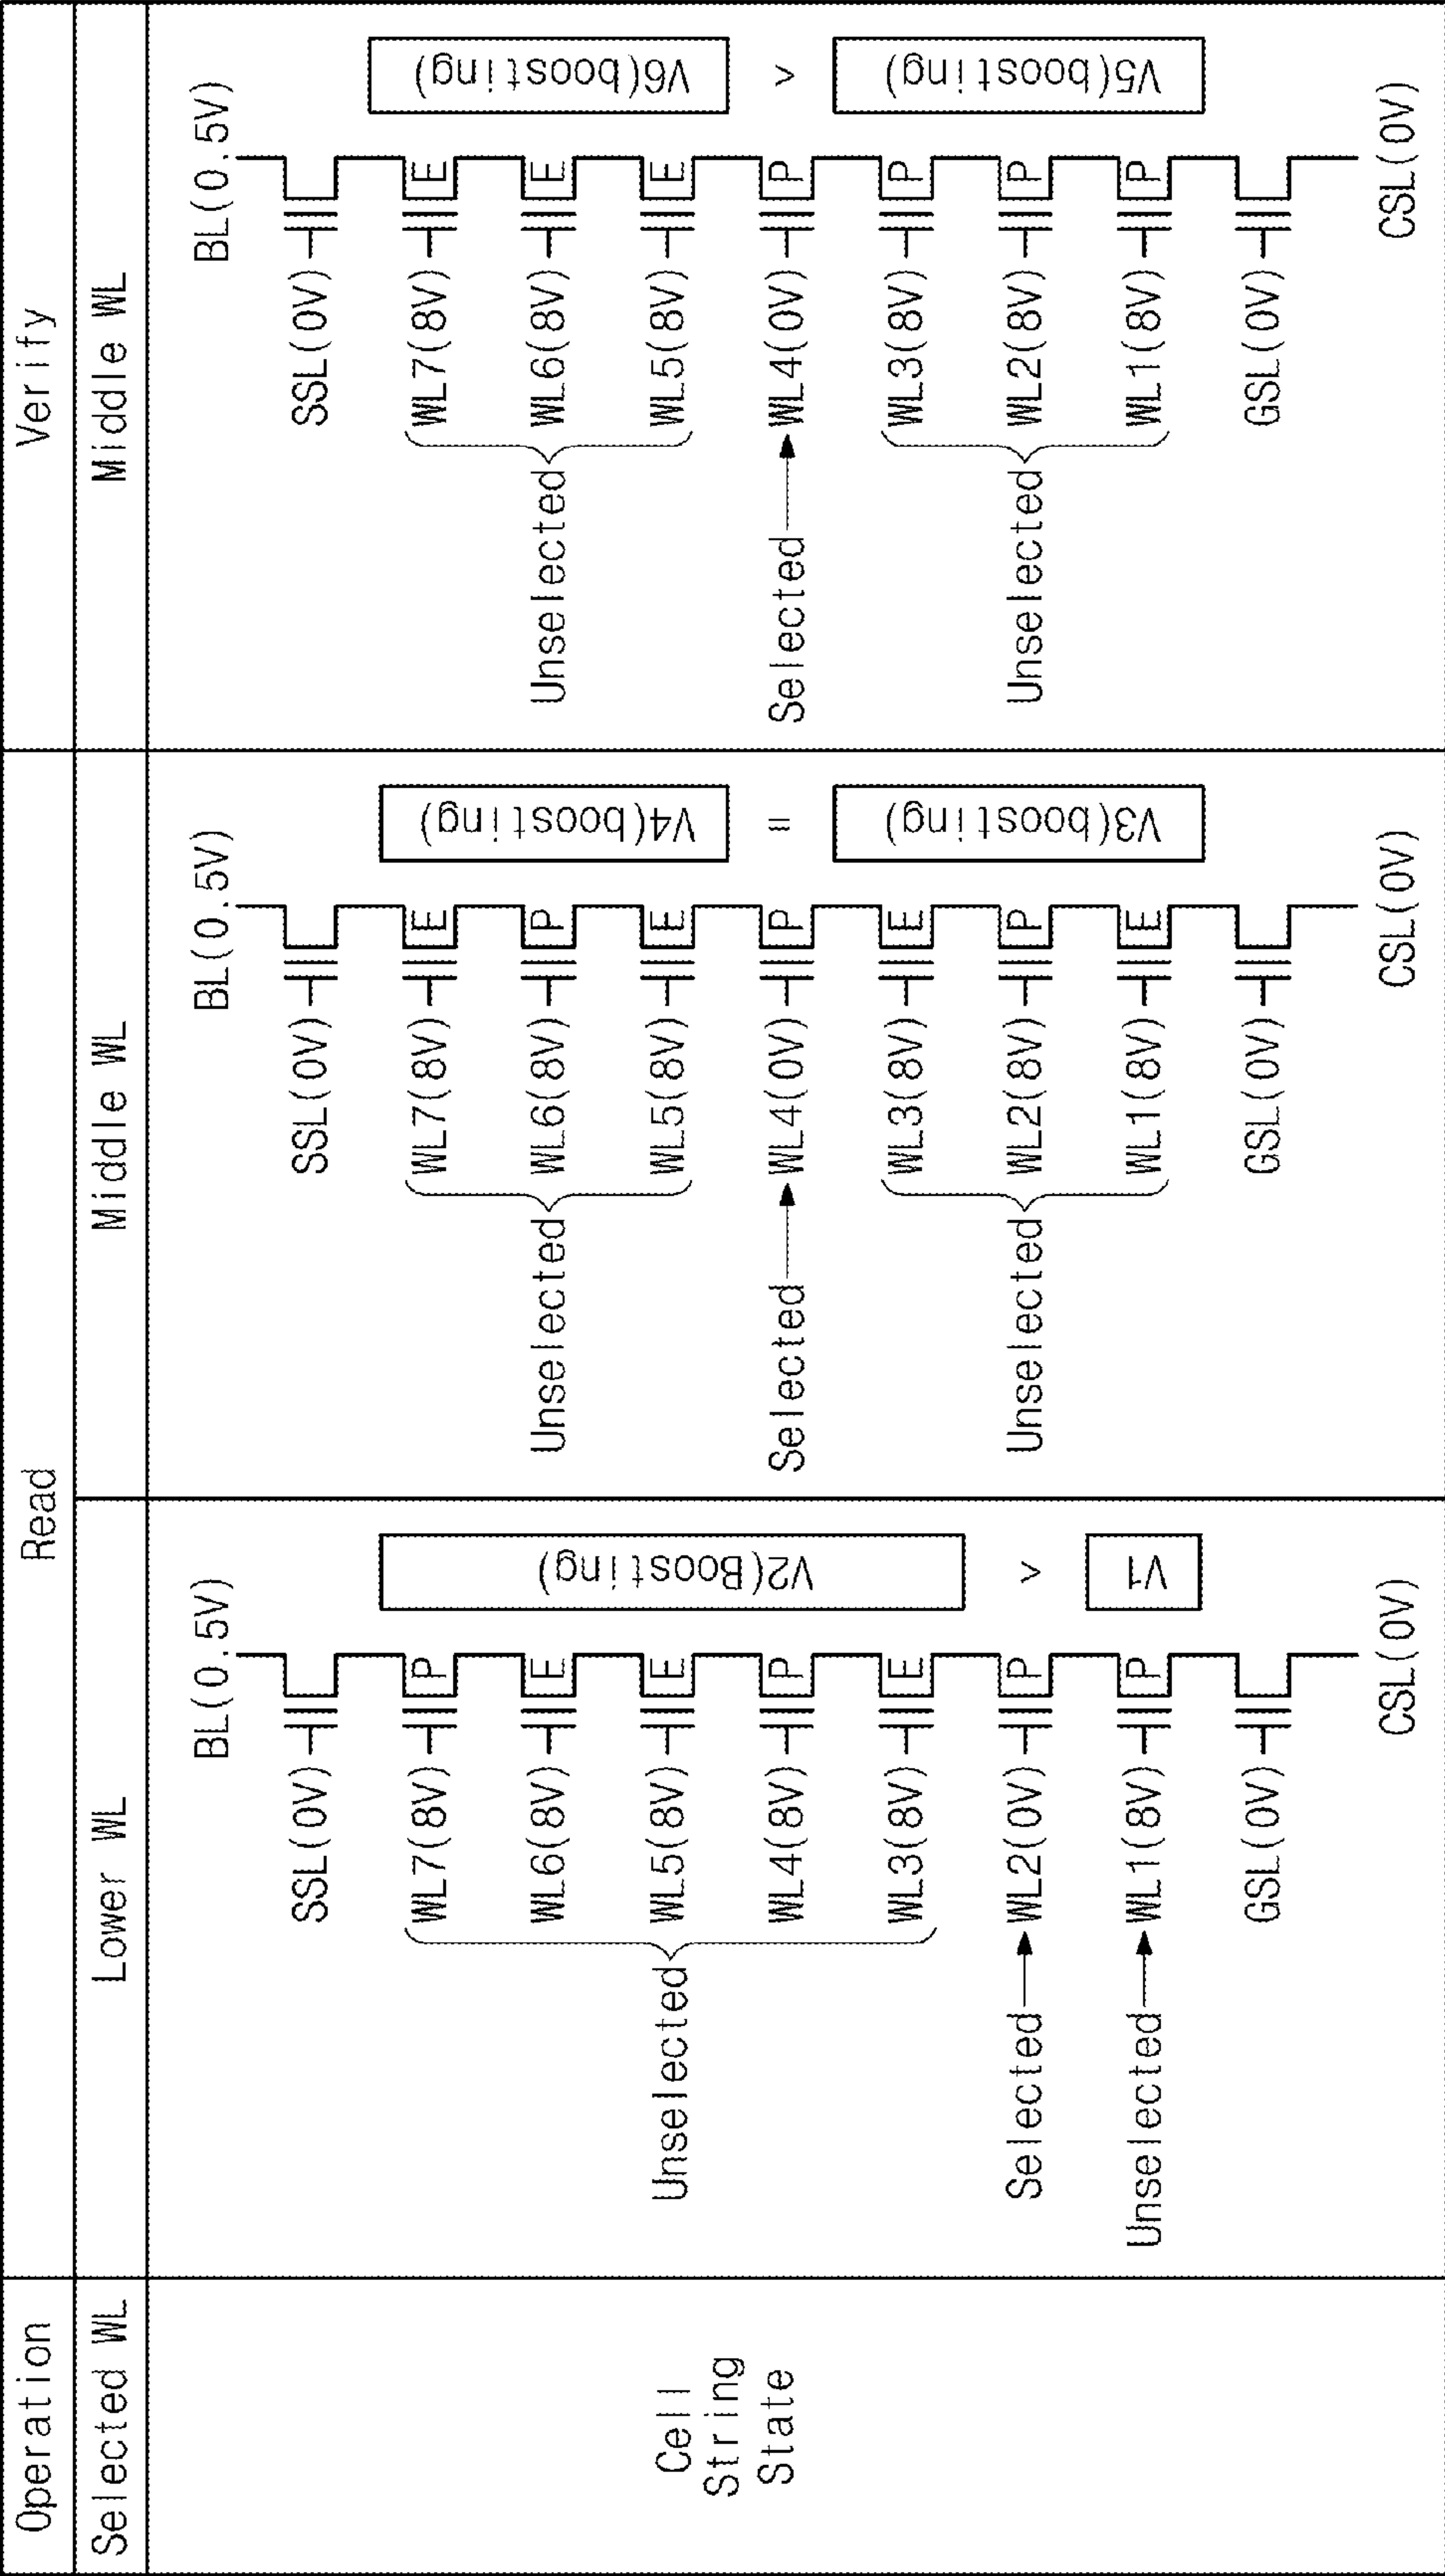 Operation
Read
Verify
Selected WL
Lower WL
Middle WL
Middle WL
Cell
String
State
BL(0.5V)
SSL(0V)
WL7(8V) P
WL6(8V) E
Unselected WL5(8V) E
WL4(8V) P
WL3(8V) E
Selected WL2(0V) P
Unselected WL1(8V) P
GSL(0V)
CSL(0V)
V1 < V2(Boosting)
BL(0.5V)
SSL(0V)
WL7(8V) E
Unselected WL6(8V) P
WL5(8V) E
Selected WL4(0V) P
WL3(8V) E
Unselected WL2(8V) P
WL1(8V) E
GSL(0V)
CSL(0V)
V3(boosting) = V4(boosting)
BL(0.5V)
SSL(0V)
WL7(8V) E
Unselected WL6(8V) E
WL5(8V) E
Selected WL4(0V) P
WL3(8V) P
Unselected WL2(8V) P
WL1(8V) P
GSL(0V)
CSL(0V)
V5(boosting) < V6(boosting)